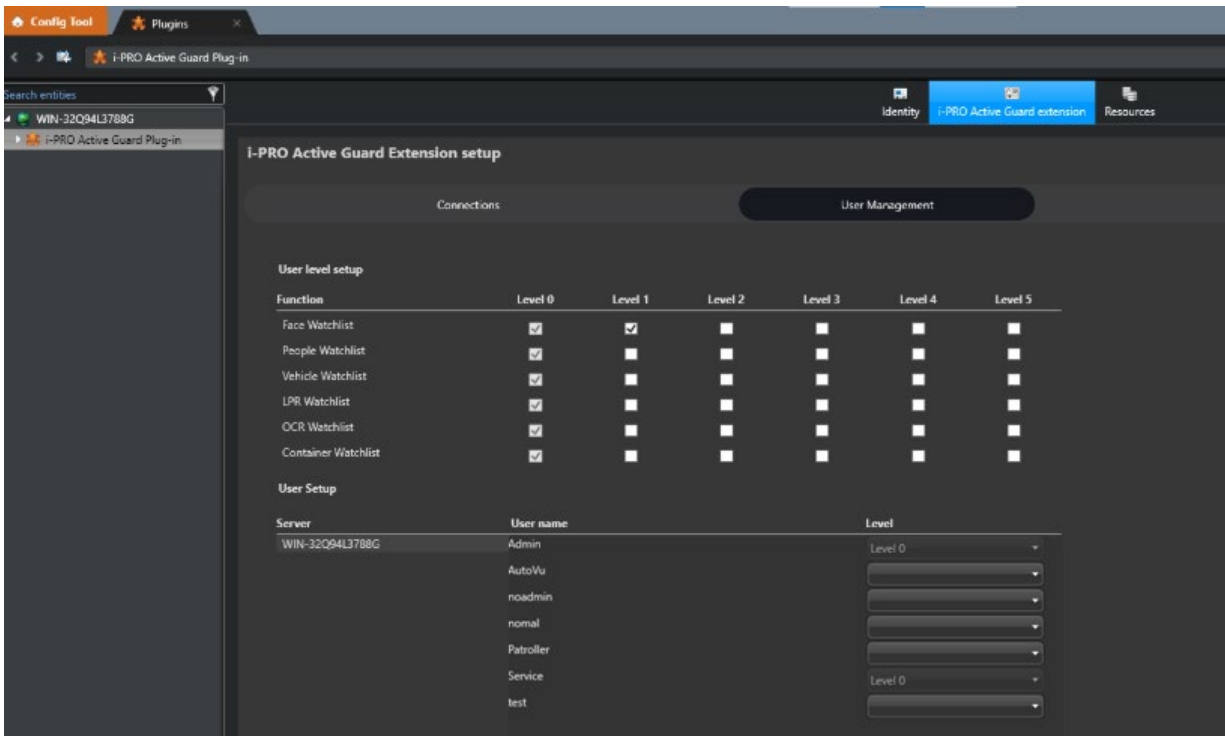 Config Tool Plugins ×
i-PRO Active Guard Plug-in
Search entities
Identity i-PRO Active Guard extension Resources
WIN-32Q94L3788G
i-PRO Active Guard Plug-in
i-PRO Active Guard Extension setup
Connections User Management
User level setup
Function Level 0 Level 1 Level 2 Level 3 Level 4 Level 5
Face Watchlist
People Watchlist
Vehicle Watchlist
LPR Watchlist
OCR Watchlist
Container Watchlist
User Setup
Server User name Level
WIN-32Q94L3788G Admin Level 0
AutoVu
noadmin
nomal
Patroller
Service Level 0
test